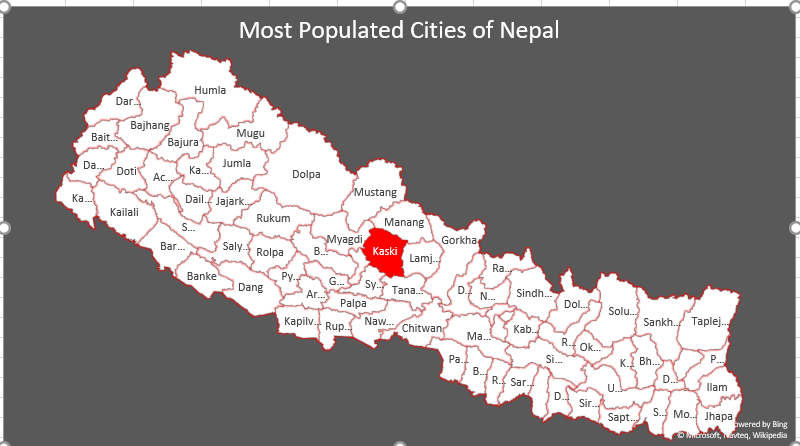 Most Populated Cities of Nepal
Humla
Dar...
Bajhang
Bait...
Bajura
Mugu
Da...
Doti
Ac...
Ka...
Jumla
Dolpa
Mustang
Ka...
Kailali
Dail...
Jajark...
Rukum
Manang
S...
Bar...
Saly...
Rolpa
B...
Myagdi
Kaski
Lamj...
Gorkha
Banke
Dang
Py...
G...
Sy...
Tana...
D...
N...
Ra...
Sindh...
Ar...
Palpa
Dol...
Solu...
Sankh...
Taplej...
Kapilv...
Rup...
Naw...
Chitwan
Ma...
Kab...
R...
Ok...
Pa...
B...
R...
Sar...
Si...
K...
Bh...
P...
D...
D...
Sir...
U...
Ilam
Sapt...
S...
Mo...
Jhapa
owered by Bing
© Microsoft, Navteq, Wikipedia